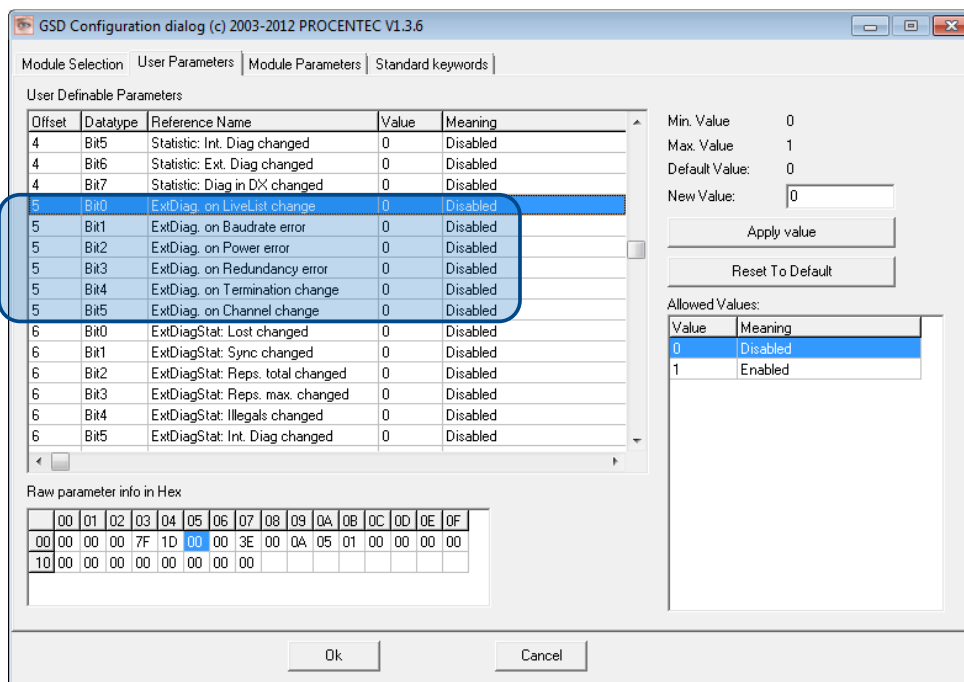 GSD Configuration dialog (c) 2003-2012 PROCENTEC V1.3.6
Module Selection User Parameters Module Parameters Standard keywords
User Definable Parameters
Offset Datatype Reference Name Value Meaning
4 Bit5 Statistic: Int. Diag changed 0 Disabled
4 Bit6 Statistic: Ext. Diag changed 0 Disabled
4 Bit7 Statistic: Diag in DX changed 0 Disabled
5 Bit0 ExtDiag. on LiveList change 0 Disabled
5 Bit1 ExtDiag. on Baudrate error 0 Disabled
5 Bit2 ExtDiag. on Power error 0 Disabled
5 Bit3 ExtDiag. on Redundancy error 0 Disabled
5 Bit4 ExtDiag. on Termination change 0 Disabled
5 Bit5 ExtDiag. on Channel change 0 Disabled
6 Bit0 ExtDiagStat: Lost changed 0 Disabled
6 Bit1 ExtDiagStat: Sync changed 0 Disabled
6 Bit2 ExtDiagStat: Reps. total changed 0 Disabled
6 Bit3 ExtDiagStat: Reps. max. changed 0 Disabled
6 Bit4 ExtDiagStat: Illegals changed 0 Disabled
6 Bit5 ExtDiagStat: Int. Diag changed 0 Disabled
Min. Value 0
Max. Value 1
Default Value: 0
New Value: 0
Apply value
Reset To Default
Allowed Values:
Value Meaning
0 Disabled
1 Enabled
Raw parameter info in Hex
00 01 02 03 04 05 06 07 08 09 0A 0B 0C 0D 0E 0F
00 00 00 00 7F 1D 00 00 3E 00 0A 05 01 00 00 00 00
10 00 00 00 00 00 00 00 00
Ok Cancel